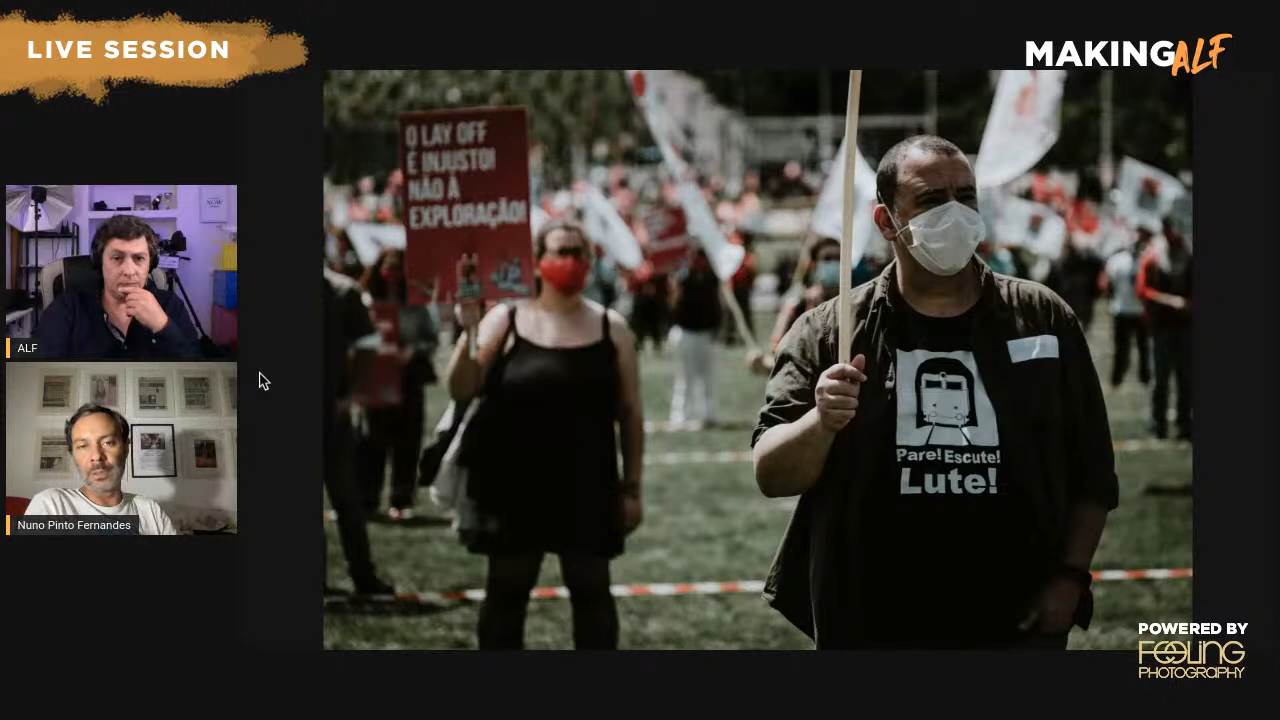 LIVE SESSION
MAKINGALF
O LAY OFF
É INJUSTO!
NÃO À
EXPLORAÇÃO!
NOW
ALF
Nuno Pinto Fernandes
Pare! Escute!
Lute!
POWERED BY
FEELING
PHOTOGRAPHY